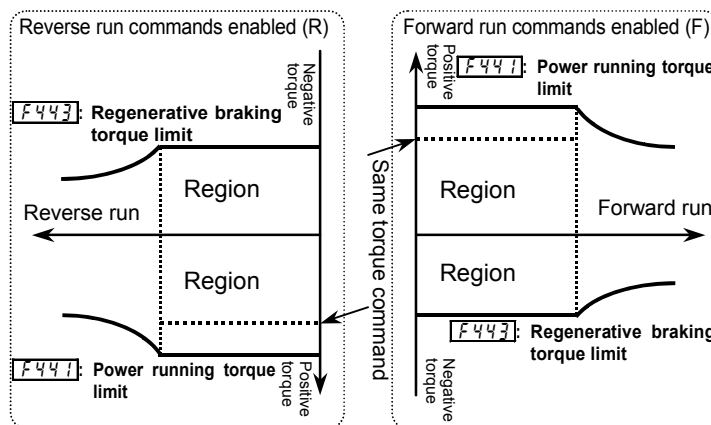 Reverse run commands enabled (R)
Negative
torque
F443: Regenerative braking
torque limit
Region
Reverse run
Region
F441: Power running torque
limit
Positive
torque
Same torque command
Forward run commands enabled (F)
Positive
torque
F441: Power running torque
limit
Region
Forward run
Region
F443: Regenerative braking
torque limit
Negative
torque